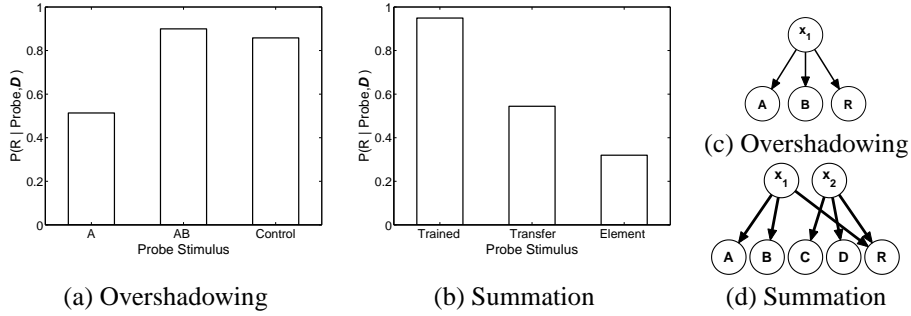 1
0.8
0.6
0.4
0.2
0
P(R | Probe,D)
A AB Control
Probe Stimulus
(a) Overshadowing
1
0.8
0.6
0.4
0.2
0
P(R | Probe,D)
Trained Transfer Element
Probe Stimulus
(b) Summation
x1
A B R
(c) Overshadowing
x1 x2
A B C D R
(d) Summation